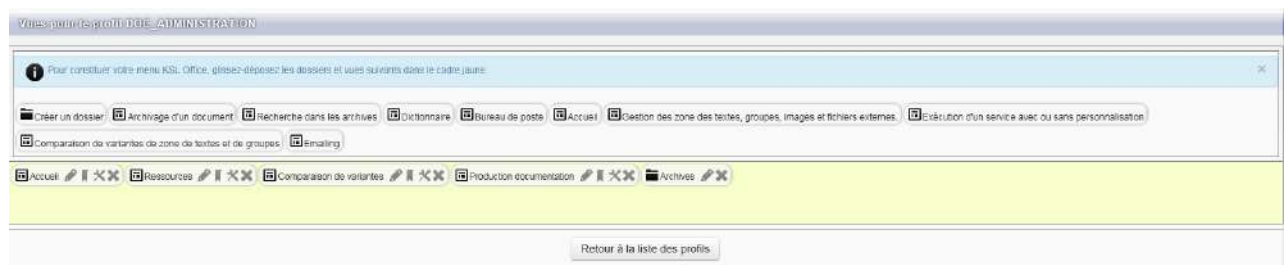 Vues pour le profil DOE_ADMINISTRATION
Pour constituer votre menu KSL Office, glissez-déposez les dossiers et vues suivants dans le cadre jaune
Créer un dossier Archivage d'un document Recherche dans les archives Dictionnaire Bureau de poste Accueil Gestion des zone des textes, groupes, images et fichiers externes. Exécution d'un service avec ou sans personnalisation
Comparaison de variantes de zone de textes et de groupes Emailing
Accueil Ressources Comparaison de variantes Production documentation Archives
Retour à la liste des profils